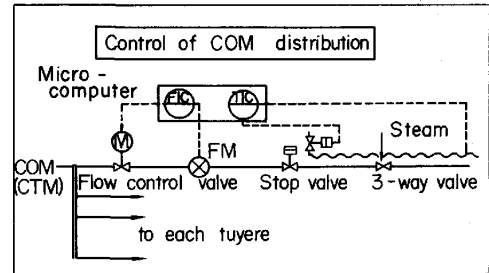 Control of COM distribution
Micro-
computer
FIC TIC
M
FM
Steam
COM
(CTM)
Flow control valve Stop valve 3-way valve
to each tuyere